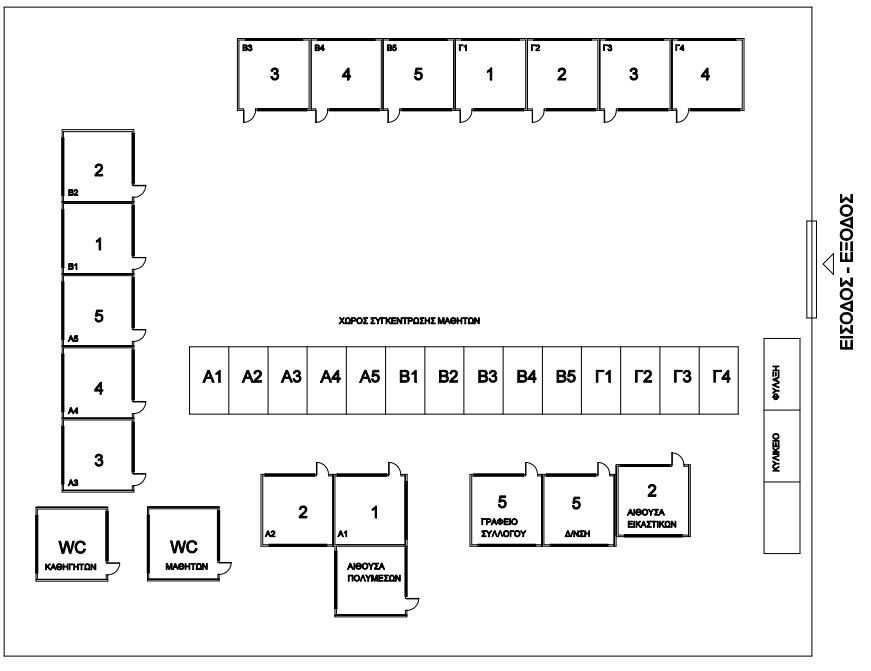 Β3 Β4 Β5 Γ1 Γ2 Γ3 Γ4
3 4 5 1 2 3 4
2
Β2
1
Β1
5
Α5
4
Α4
3
Α3
ΕΙΣΟΔΟΣ - ΕΞΟΔΟΣ
ΧΩΡΟΣ ΣΥΓΚΕΝΤΡΩΣΗΣ ΜΑΘΗΤΩΝ
Α1 Α2 Α3 Α4 Α5 Β1 Β2 Β3 Β4 Β5 Γ1 Γ2 Γ3 Γ4
ΦΥΛΑΞΗ
ΚΥΛΙΚΕΙΟ
WC
ΚΑΘΗΓΗΤΩΝ
WC
ΜΑΘΗΤΩΝ
2
Α2
1
Α1
ΑΙΘΟΥΣΑ
ΠΟΛΥΜΕΣΩΝ
5
ΓΡΑΦΕΙΟ
ΣΥΛΛΟΓΟΥ
5
Δ/ΝΣΗ
2
ΑΙΘΟΥΣΑ
ΕΙΚΑΣΤΙΚΩΝ